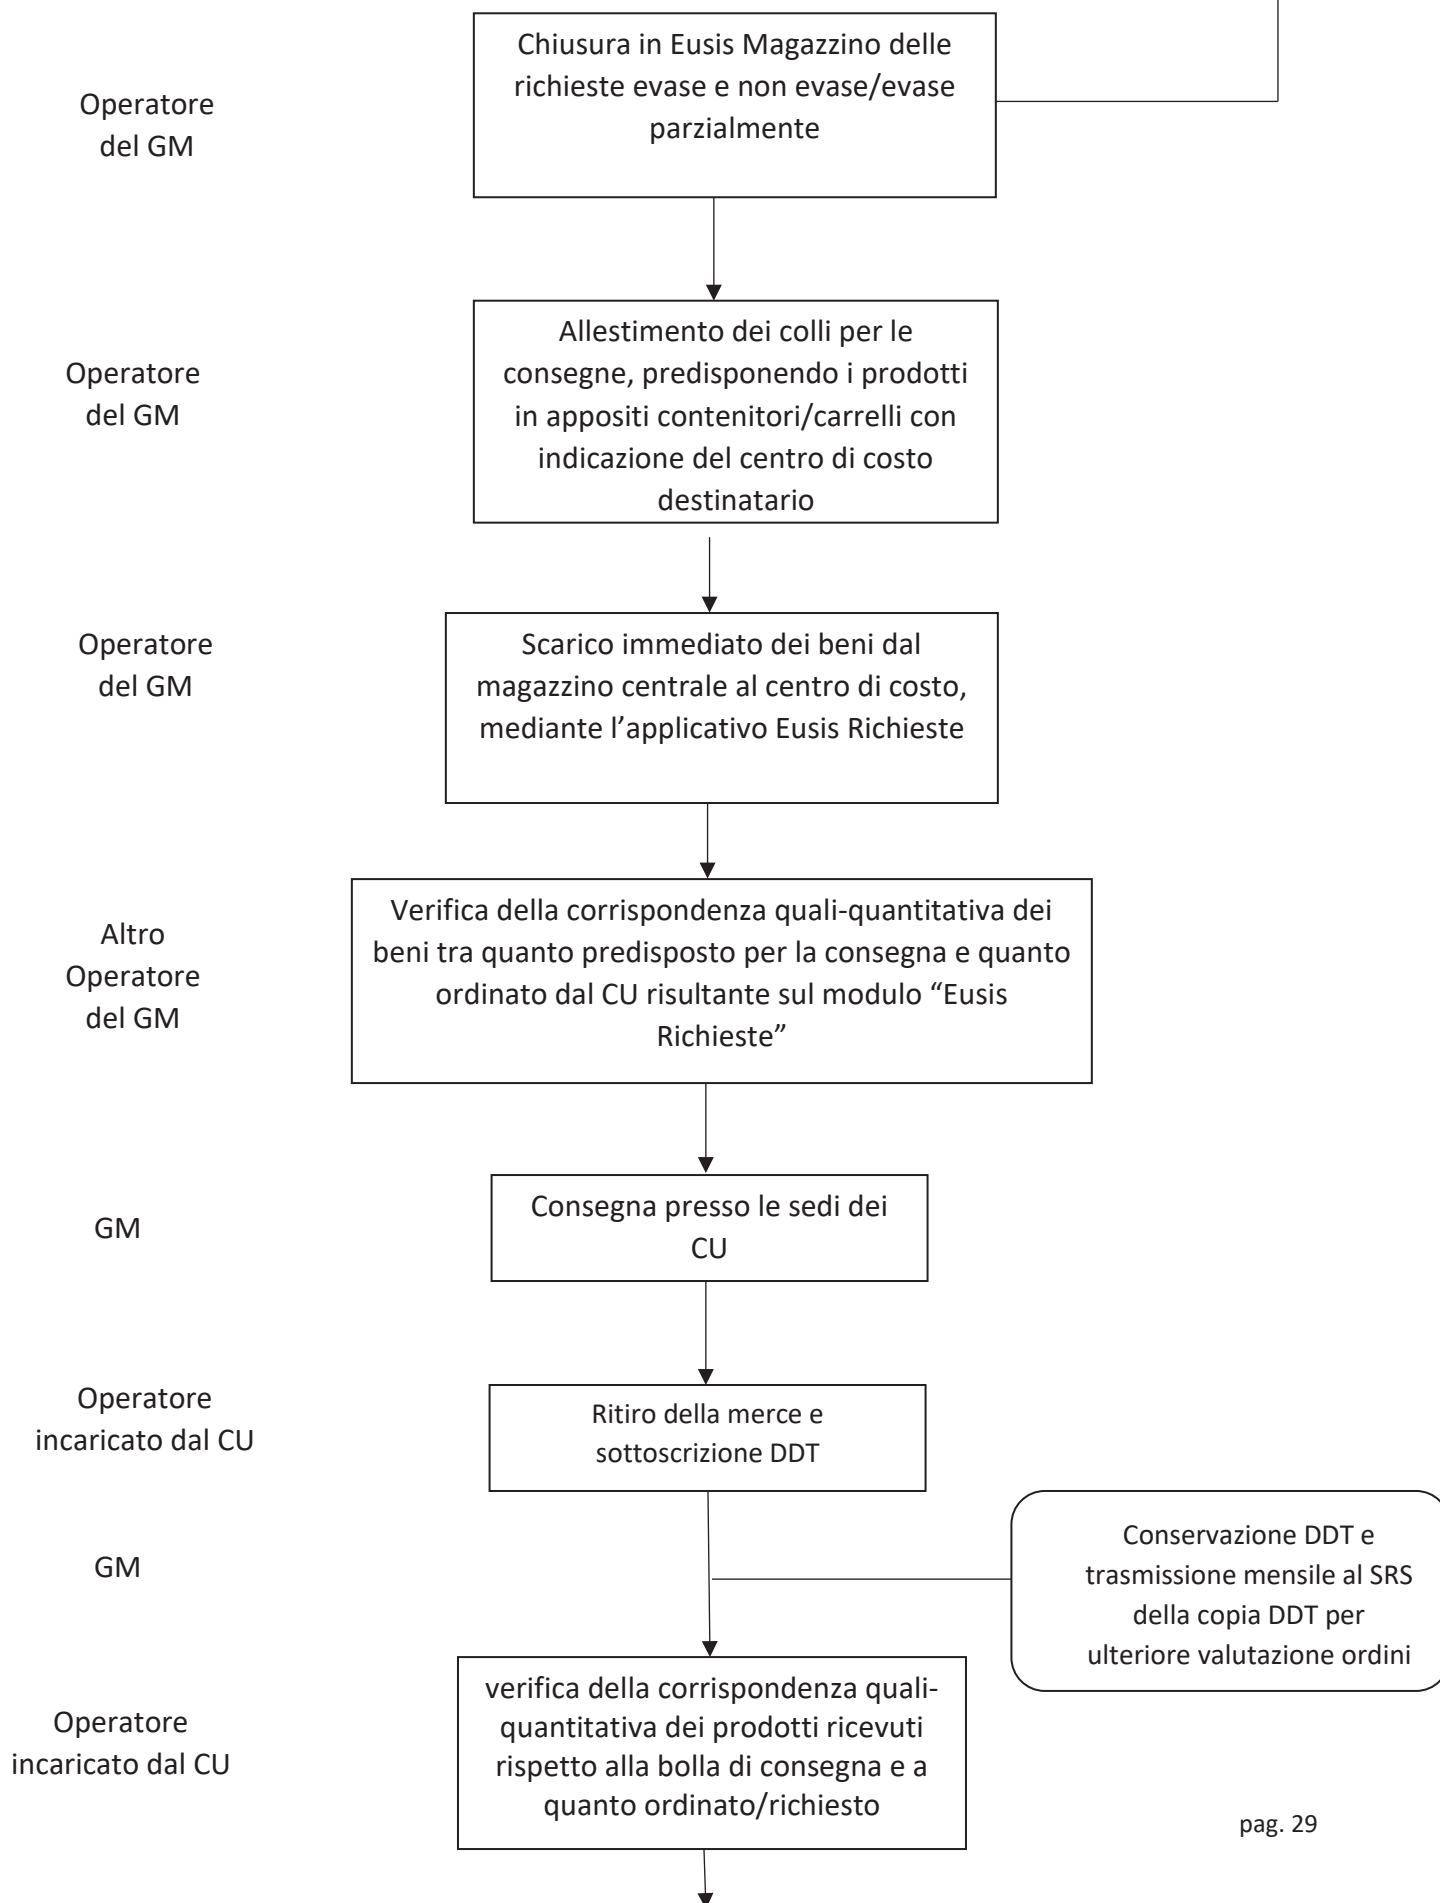 Operatore
del GM
Chiusura in Eusis Magazzino delle
richieste evase e non evase/evase
parzialmente
Operatore
del GM
Allestimento dei colli per le
consegne, predisponendo i prodotti
in appositi contenitori/carrelli con
indicazione del centro di costo
destinatario
Operatore
del GM
Scarico immediato dei beni dal
magazzino centrale al centro di costo,
mediante l’applicativo Eusis Richieste
Altro
Operatore
del GM
Verifica della corrispondenza quali-quantitativa dei
beni tra quanto predisposto per la consegna e quanto
ordinato dal CU risultante sul modulo “Eusis
Richieste”
GM
Consegna presso le sedi dei
CU
Operatore
incaricato dal CU
Ritiro della merce e
sottoscrizione DDT
GM
Conservazione DDT e
trasmissione mensile al SRS
della copia DDT per
ulteriore valutazione ordini
Operatore
incaricato dal CU
verifica della corrispondenza quali-
quantitativa dei prodotti ricevuti
rispetto alla bolla di consegna e a
quanto ordinato/richiesto
pag. 29